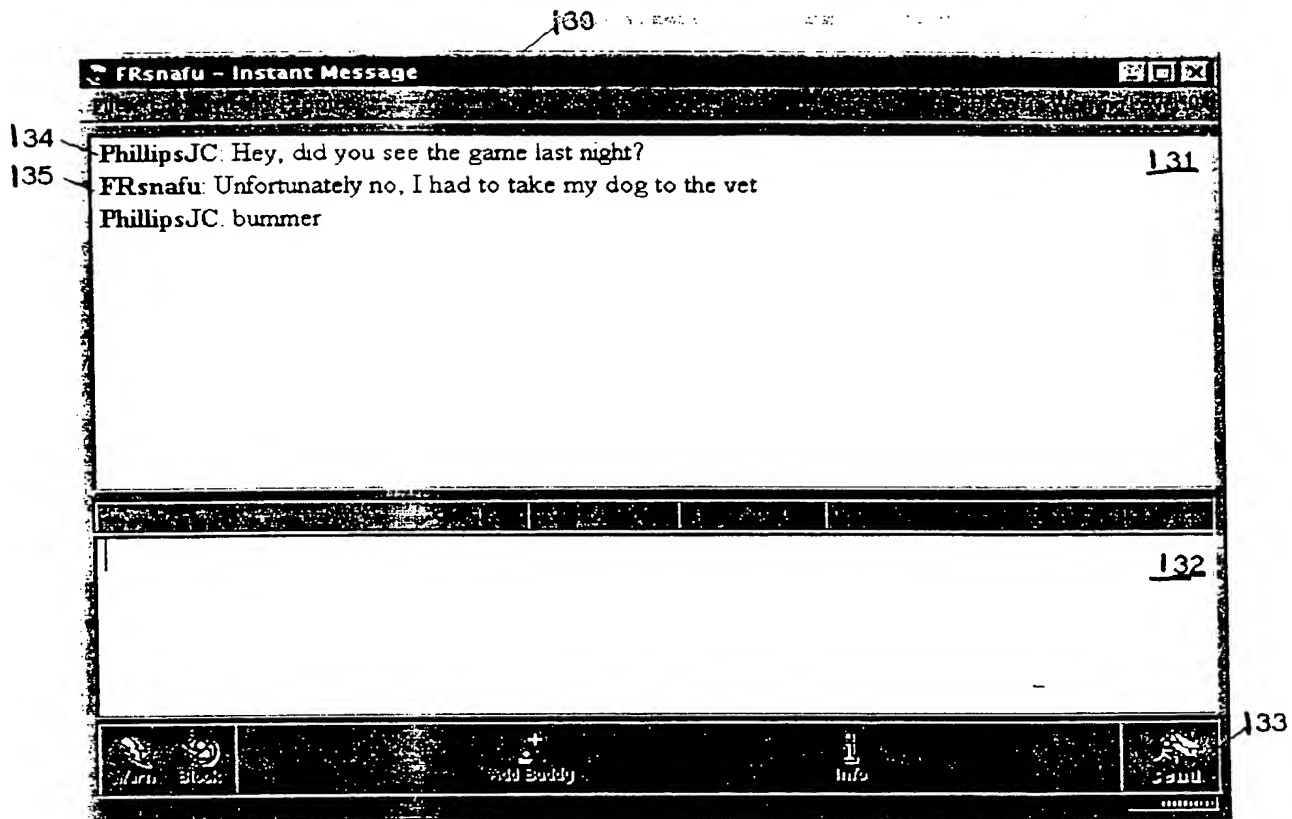 130
FRsnafu - Instant Message
134
PhillipsJC: Hey, did you see the game last night?
131
135
FRsnafu: Unfortunately no, I had to take my dog to the vet
PhillipsJC: bummer
132
133
Warn Block Add Buddy Info Send